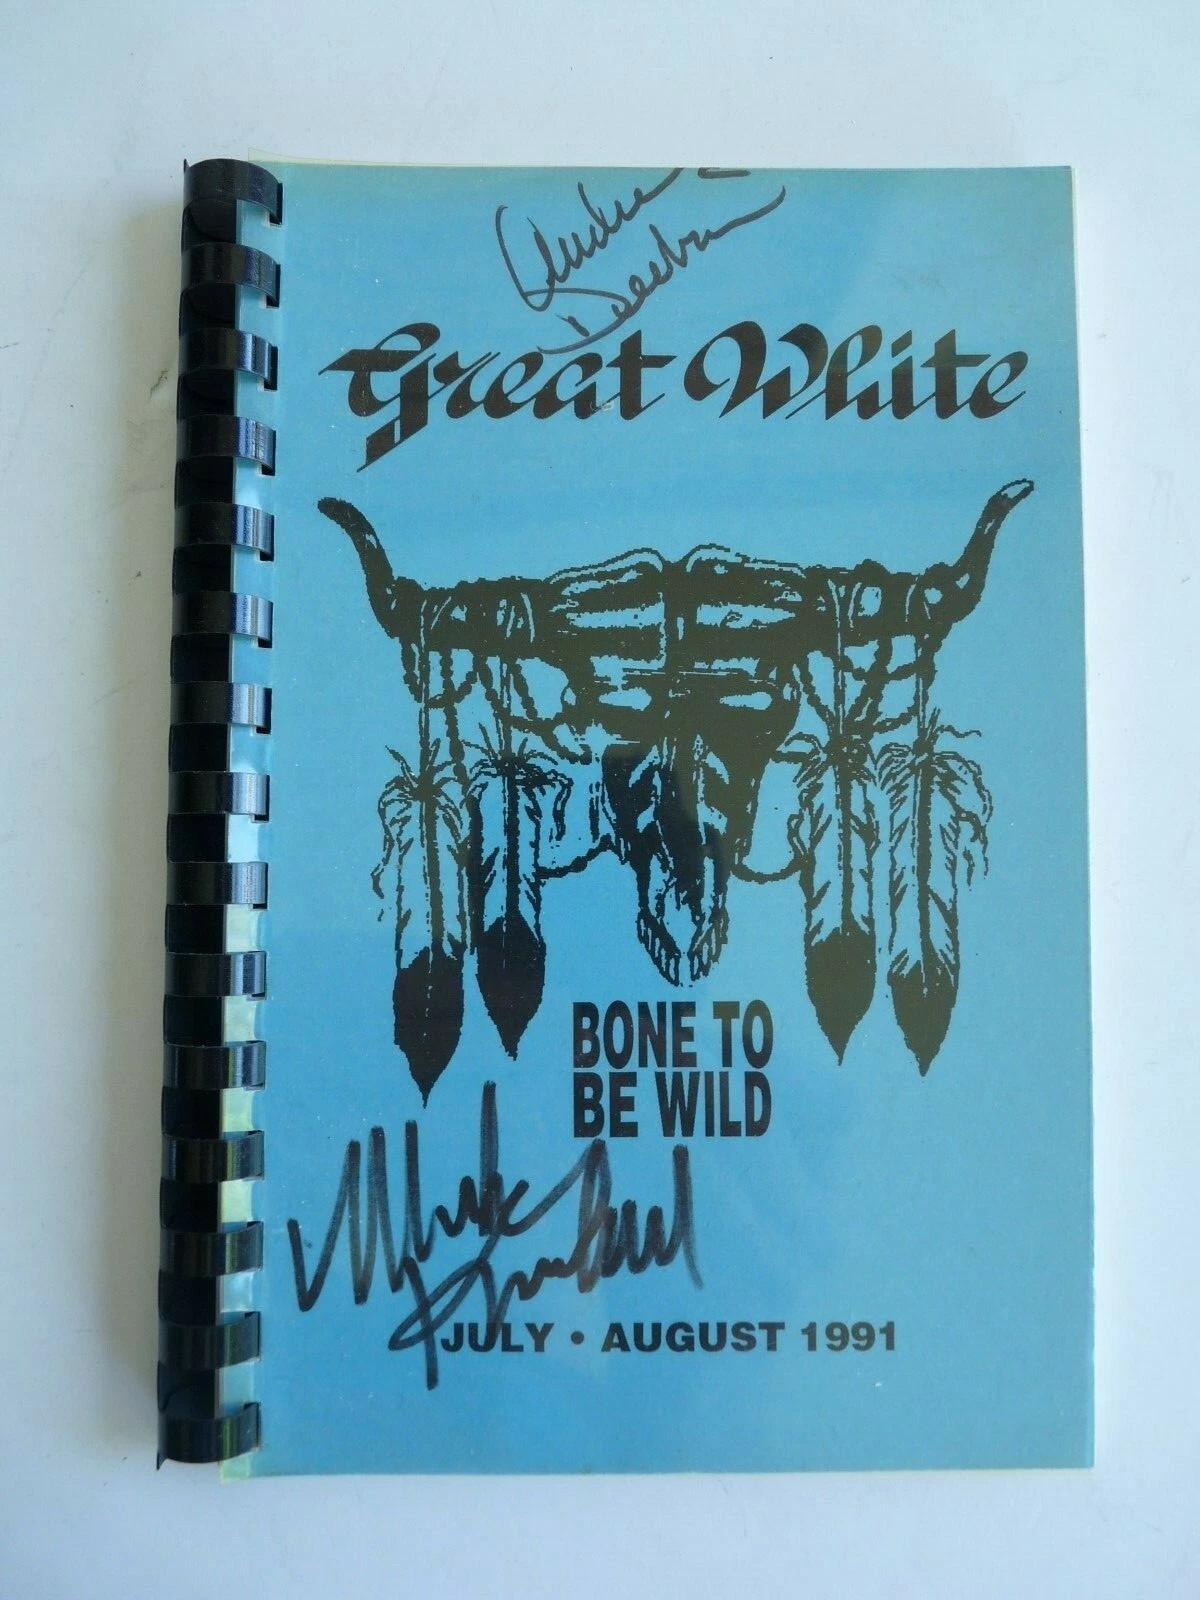 Great White
BONE TO
BE WILD
JULY • AUGUST 1991